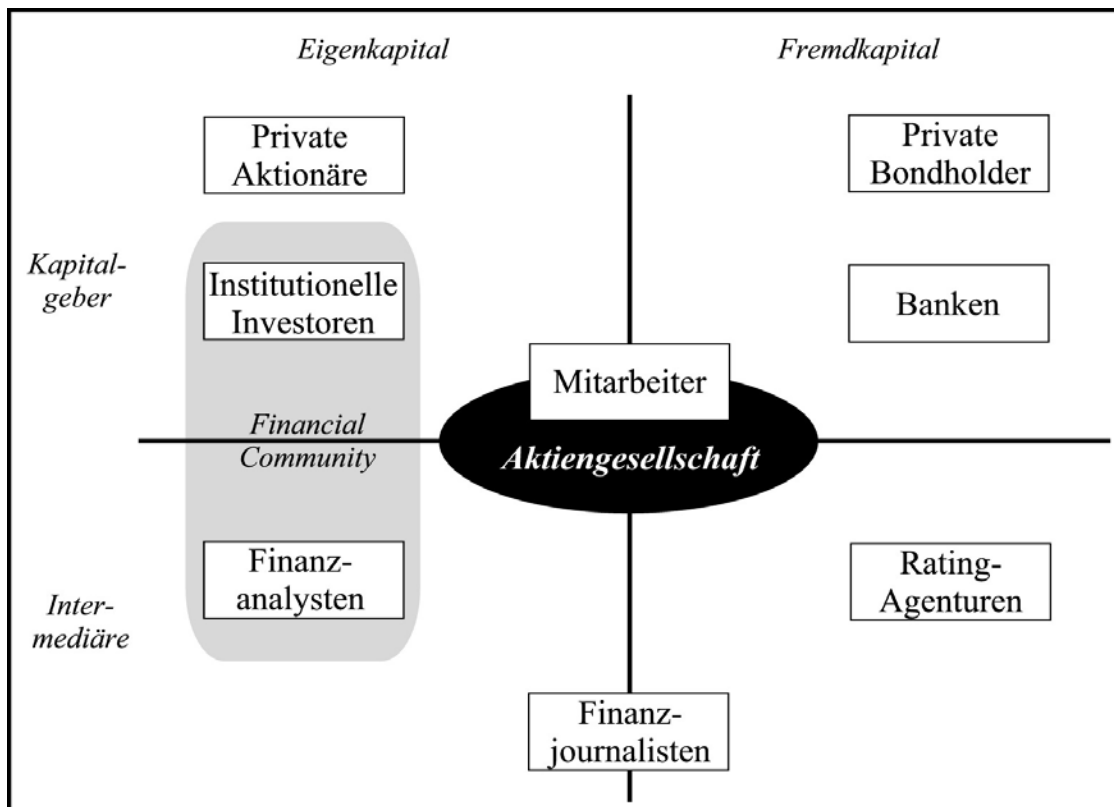 Eigenkapital
Fremdkapital
Private
Aktionäre
Private
Bondholder
Kapital-
geber
Institutionelle
Investoren
Banken
Mitarbeiter
Financial
Community
Aktiengesellschaft
Finanz-
analysten
Rating-
Agenturen
Inter-
mediäre
Finanz-
journalisten